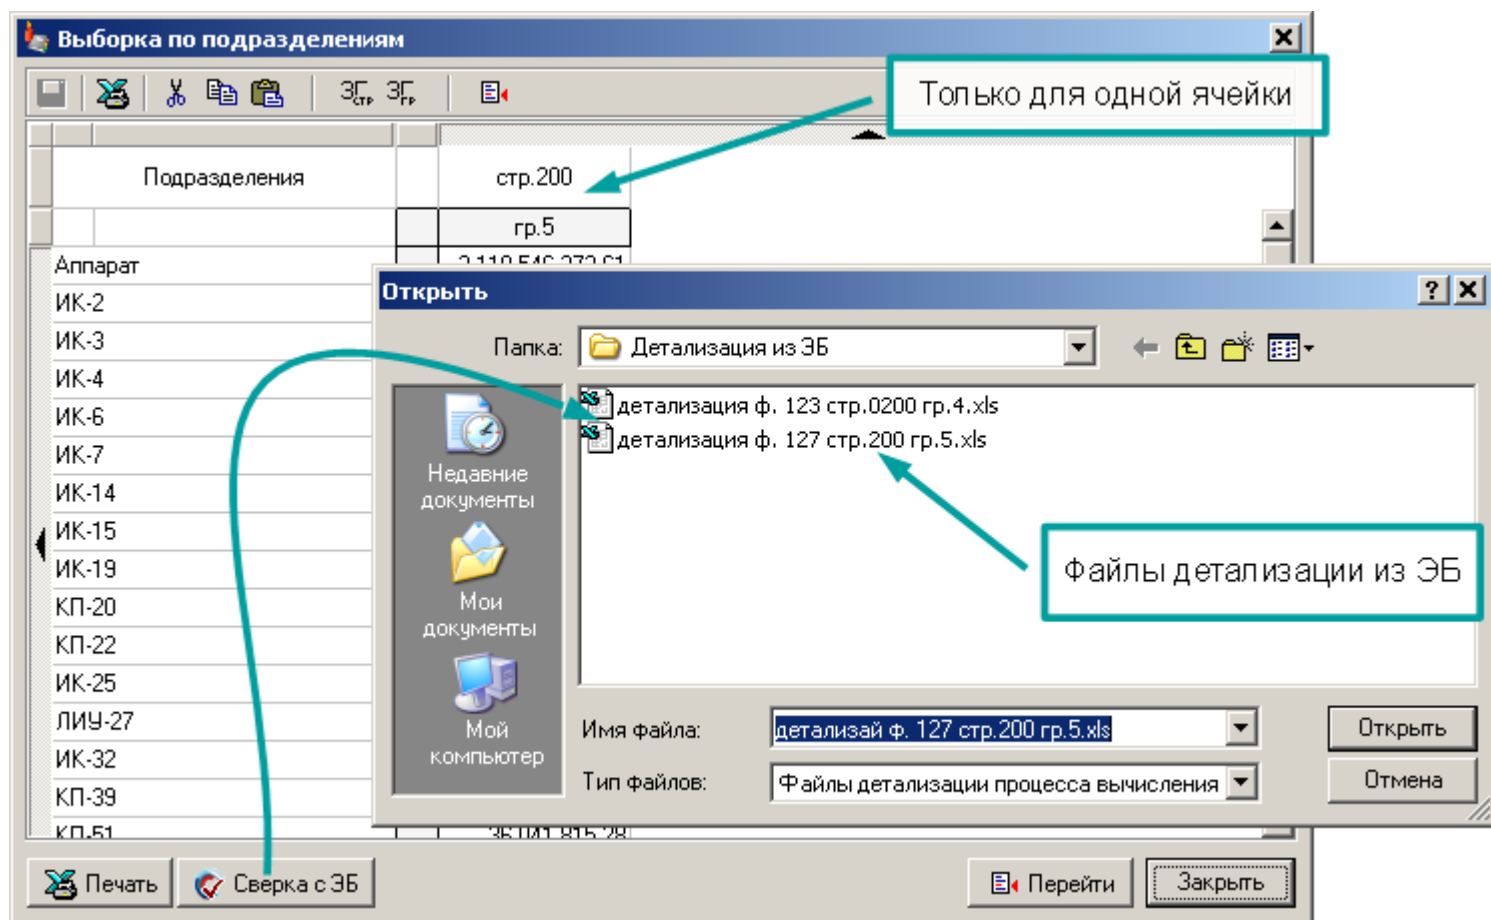 Выборка по подразделениям
Только для одной ячейки
ЗГстр ЗГгр
Подразделения
стр.200
гр.5
Аппарат
ИК-2
ИК-3
ИК-4
ИК-6
ИК-7
ИК-14
ИК-15
ИК-19
КП-20
КП-22
ИК-25
ЛИУ-27
ИК-32
КП-39
КП-51
Открыть
Папка:
Детализация из ЭБ
детализация ф. 123 стр.0200 гр.4.xls
детализация ф. 127 стр.200 гр.5.xls
Недавние
документы
Мои
документы
Мой
компьютер
Файлы детализации из ЭБ
Имя файла:
детализай ф. 127 стр.200 гр.5.xls
Открыть
Тип файлов:
Файлы детализации процесса вычисления
Отмена
Печать
Сверка с ЭБ
Перейти
Закрыть